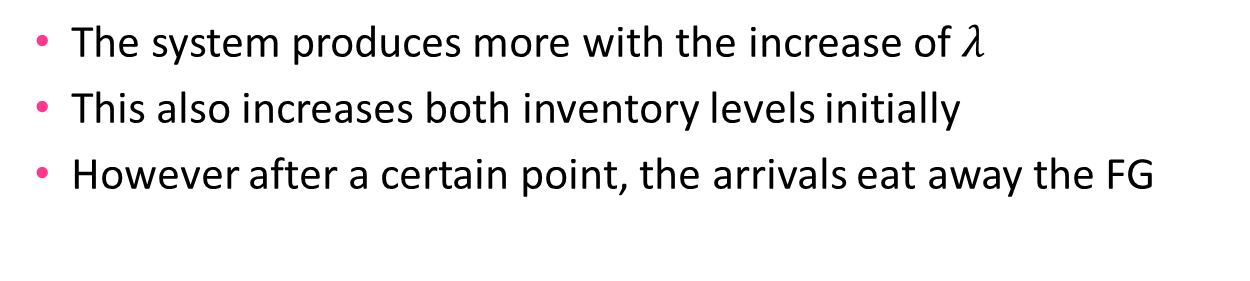 • The system produces more with the increase of λ
• This also increases both inventory levels initially
• However after a certain point, the arrivals eat away the FG